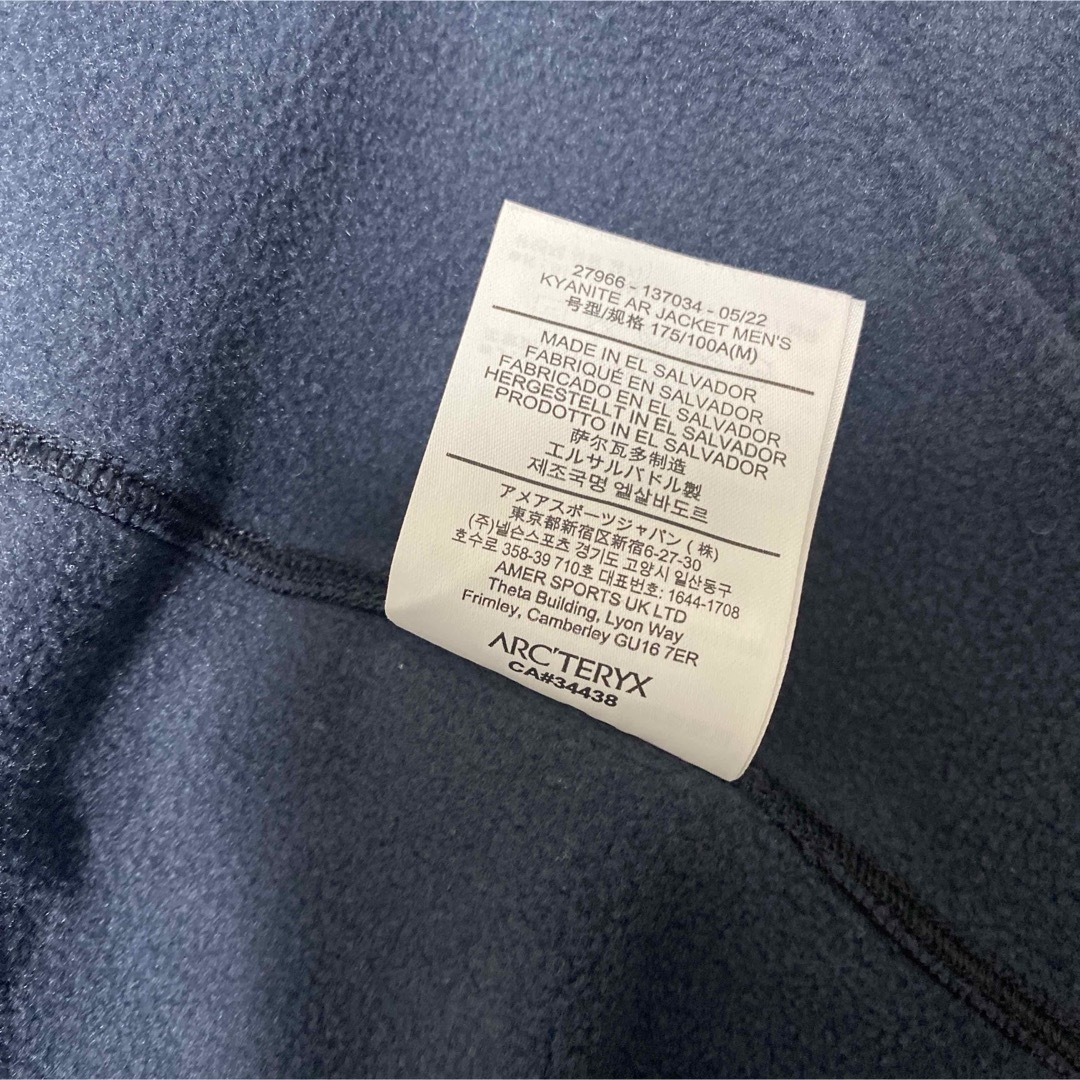 27966 - 137034 - 05/22
KYANITE AR JACKET MEN'S
号型/规格 175/100A(M)
MADE IN EL SALVADOR
FABRIQUÉ EN SALVADOR
FABRICADO EN EL SALVADOR
HERGESTELLT IN EL SALVADOR
PRODOTTO IN EL SALVADOR
萨尔瓦多制造
エルサルバドル製
제조국명 엘살바도르
アメアスポーツジャパン ( 株)
東京都新宿区新宿6-27-30
(주)넬슨스포츠 경기도 고양시 일산동구
호수로 358-39 710호 대표번호: 1644-1708
AMER SPORTS UK LTD
Theta Building, Lyon Way
Frimley, Camberley GU16 7ER
ARC'TERYX
CA#34438